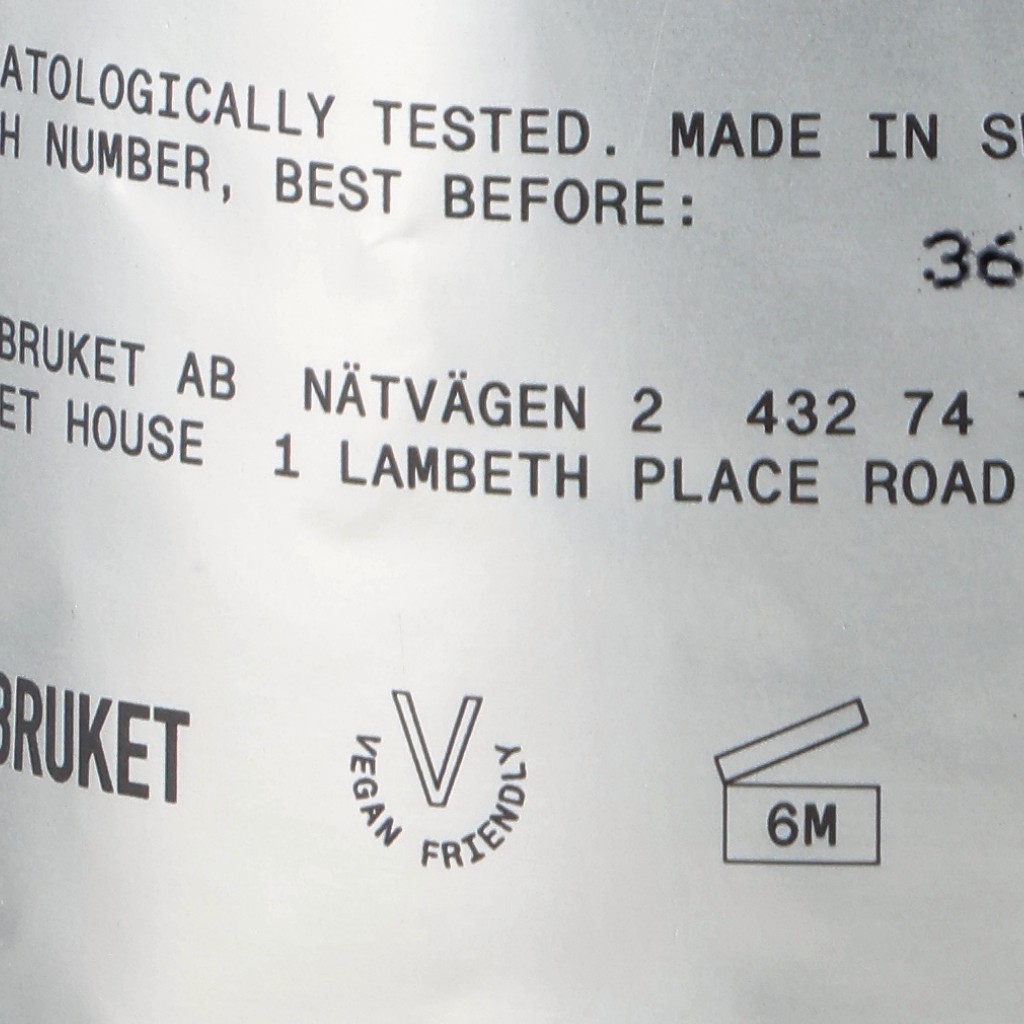 ATOLOGICALLY TESTED. MADE IN
H NUMBER, BEST BEFORE:
36
BRUKET AB NÄTVÄGEN 2 432 74
ET HOUSE 1 LAMBETH PLACE ROAD
BRUKET
V
VEGAN FRIENDLY
6M